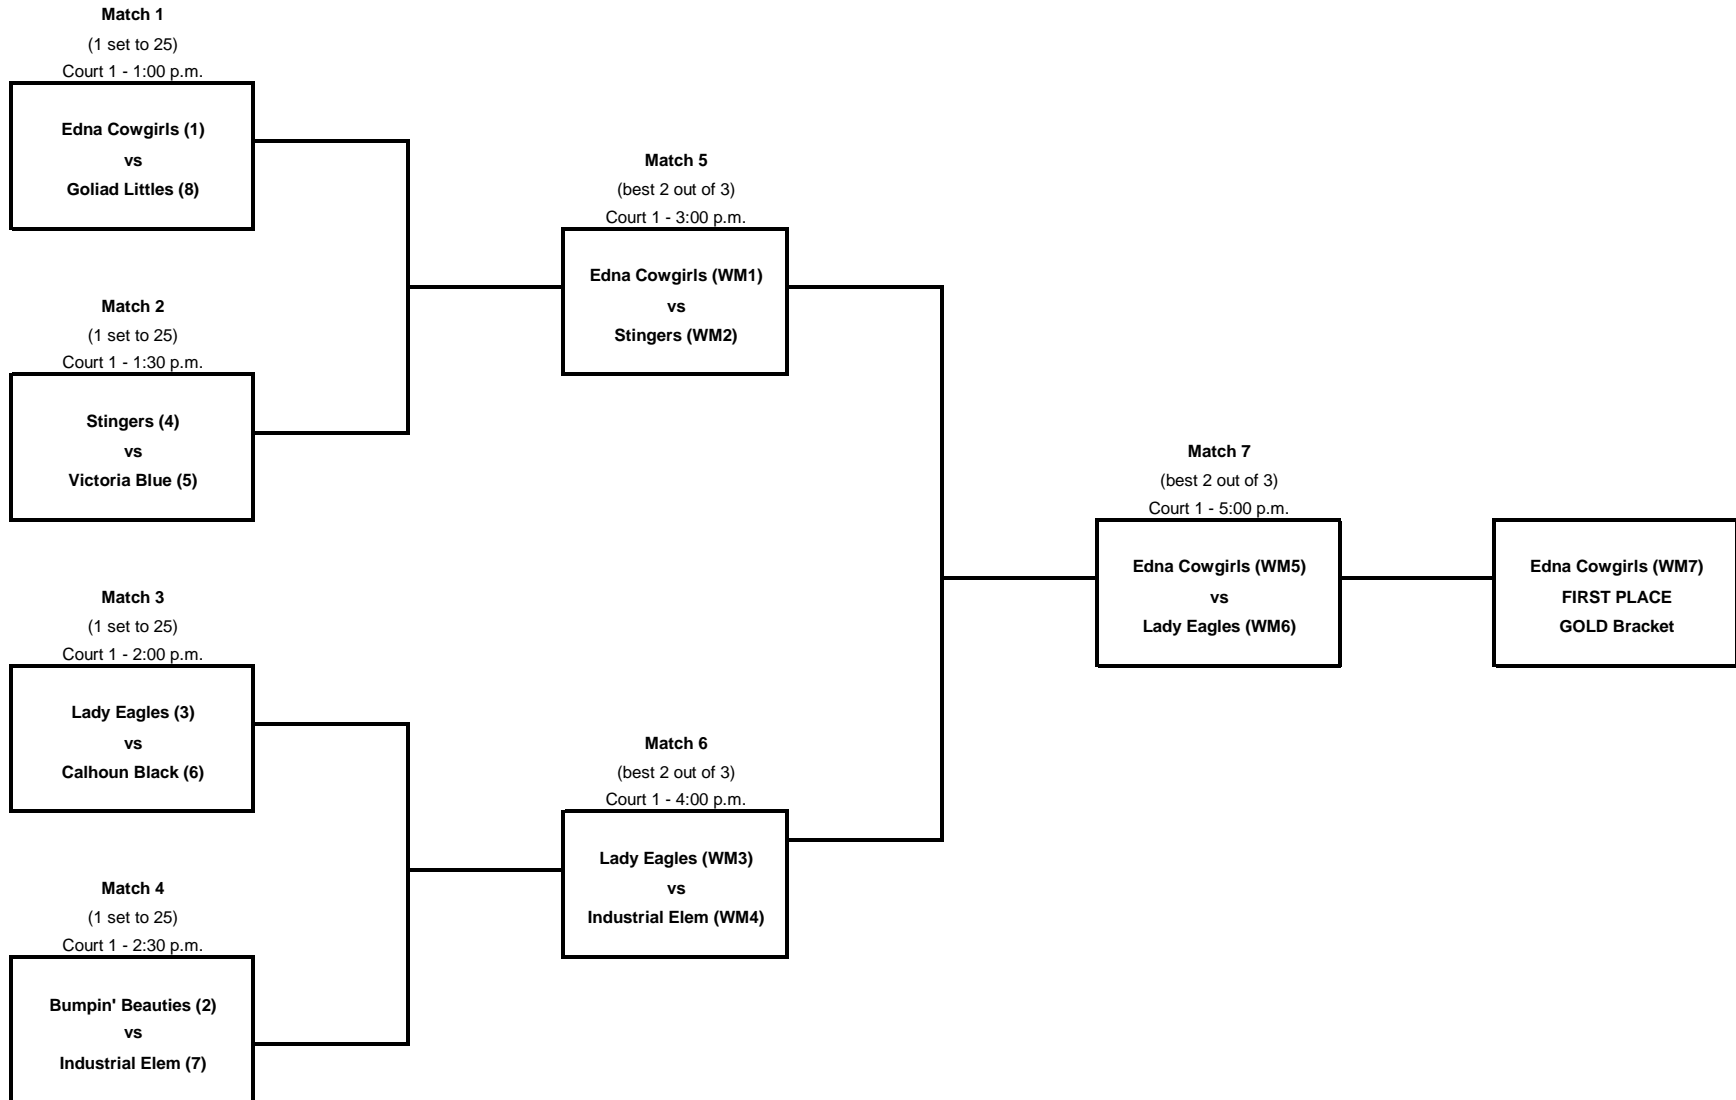 Match 1
(1 set to 25)
Court 1 - 1:00 p.m.
Edna Cowgirls (1)
vs
Goliad Littles (8)
Match 2
(1 set to 25)
Court 1 - 1:30 p.m.
Stingers (4)
vs
Victoria Blue (5)
Match 3
(1 set to 25)
Court 1 - 2:00 p.m.
Lady Eagles (3)
vs
Calhoun Black (6)
Match 4
(1 set to 25)
Court 1 - 2:30 p.m.
Bumpin' Beauties (2)
vs
Industrial Elem (7)
Match 5
(best 2 out of 3)
Court 1 - 3:00 p.m.
Edna Cowgirls (WM1)
vs
Stingers (WM2)
Match 6
(best 2 out of 3)
Court 1 - 4:00 p.m.
Lady Eagles (WM3)
vs
Industrial Elem (WM4)
Match 7
(best 2 out of 3)
Court 1 - 5:00 p.m.
Edna Cowgirls (WM5)
vs
Lady Eagles (WM6)
Edna Cowgirls (WM7)
FIRST PLACE
GOLD Bracket